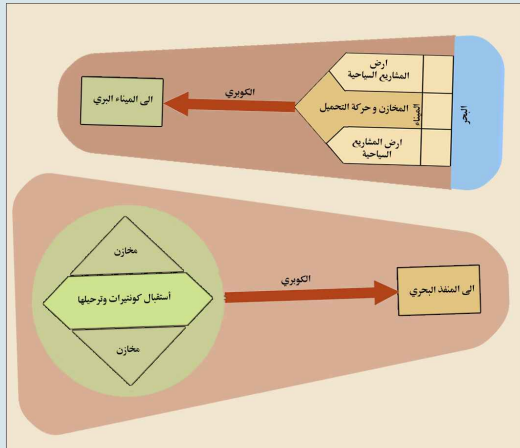 البحر
الميناء
ارض
المشاريع السياحية
المخازن و حركة التحميل
ارض المشاريع
السياحية
الكوبري
الى الميناء البري
مخازن
أستقبال كونتيرات وترحيلها
مخازن
الكوبري
الى المنفذ البحري